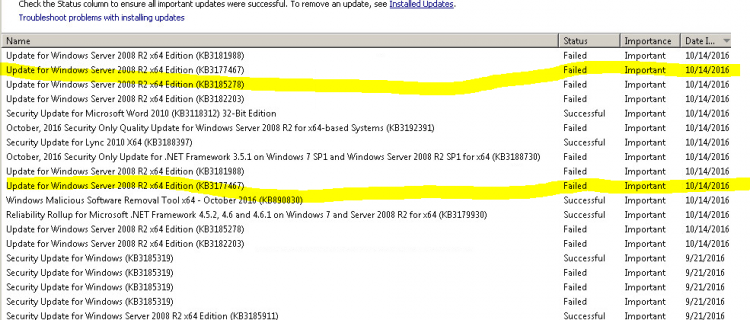 Check the Status column to ensure all important updates were successful. To remove an update, see Installed Updates.
Troubleshoot problems with installing updates
Name Status Importance Date I...
Update for Windows Server 2008 R2 x64 Edition (KB3181988) Failed Important 10/14/2016
Update for Windows Server 2008 R2 x64 Edition (KB3177467) Failed Important 10/14/2016
Update for Windows Server 2008 R2 x64 Edition (KB3185278) Failed Important 10/14/2016
Update for Windows Server 2008 R2 x64 Edition (KB3182203) Failed Important 10/14/2016
Security Update for Microsoft Word 2010 (KB3118312) 32-Bit Edition Successful Important 10/14/2016
October, 2016 Security Only Quality Update for Windows Server 2008 R2 for x64-based Systems (KB3192391) Failed Important 10/14/2016
Security Update for Lync 2010 X64 (KB3188397) Successful Important 10/14/2016
October, 2016 Security Only Update for .NET Framework 3.5.1 on Windows 7 SP1 and Windows Server 2008 R2 SP1 for x64 (KB3188730) Failed Important 10/14/2016
Update for Windows Server 2008 R2 x64 Edition (KB3181988) Failed Important 10/14/2016
Update for Windows Server 2008 R2 x64 Edition (KB3177467) Failed Important 10/14/2016
Windows Malicious Software Removal Tool x64 - October 2016 (KB890830) Successful Important 10/14/2016
Reliability Rollup for Microsoft .NET Framework 4.5.2, 4.6 and 4.6.1 on Windows 7 and Server 2008 R2 for x64 (KB3179930) Successful Important 10/14/2016
Update for Windows Server 2008 R2 x64 Edition (KB3185278) Failed Important 10/14/2016
Update for Windows Server 2008 R2 x64 Edition (KB3182203) Failed Important 10/14/2016
Security Update for Windows (KB3185319) Successful Important 9/21/2016
Security Update for Windows (KB3185319) Failed Important 9/21/2016
Security Update for Windows (KB3185319) Failed Important 9/21/2016
Security Update for Windows (KB3185319) Failed Important 9/21/2016
Security Update for Windows Server 2008 R2 x64 Edition (KB3185911) Successful Important 9/21/2016